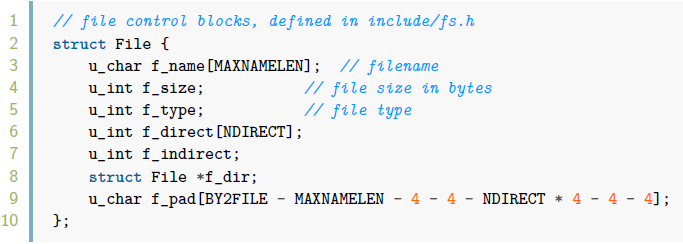 1 // file control blocks, defined in include/fs.h
2 struct File {
3 u_char f_name[MAXNAMELEN]; // filename
4 u_int f_size; // file size in bytes
5 u_int f_type; // file type
6 u_int f_direct[NDIRECT];
7 u_int f_indirect;
8 struct File *f_dir;
9 u_char f_pad[BY2FILE - MAXNAMELEN - 4 - 4 - NDIRECT * 4 - 4 - 4];
10 };